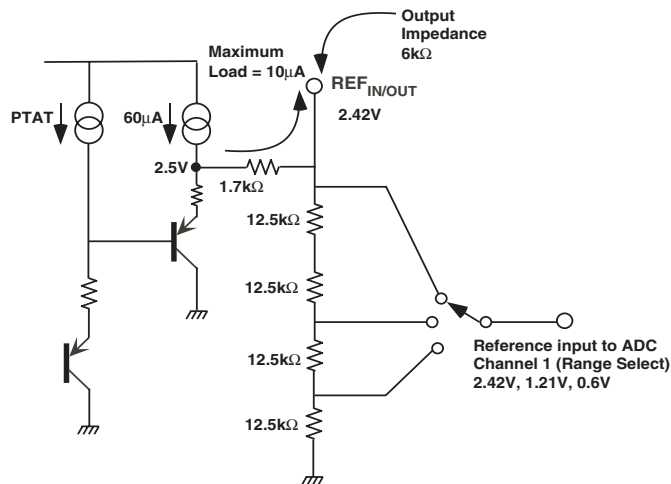 Output
Impedance
6kΩ
Maximum
Load = 10μA
REFIN/OUT
2.42V
PTAT
60μA
2.5V
1.7kΩ
12.5kΩ
12.5kΩ
12.5kΩ
12.5kΩ
Reference input to ADC
Channel 1 (Range Select)
2.42V, 1.21V, 0.6V